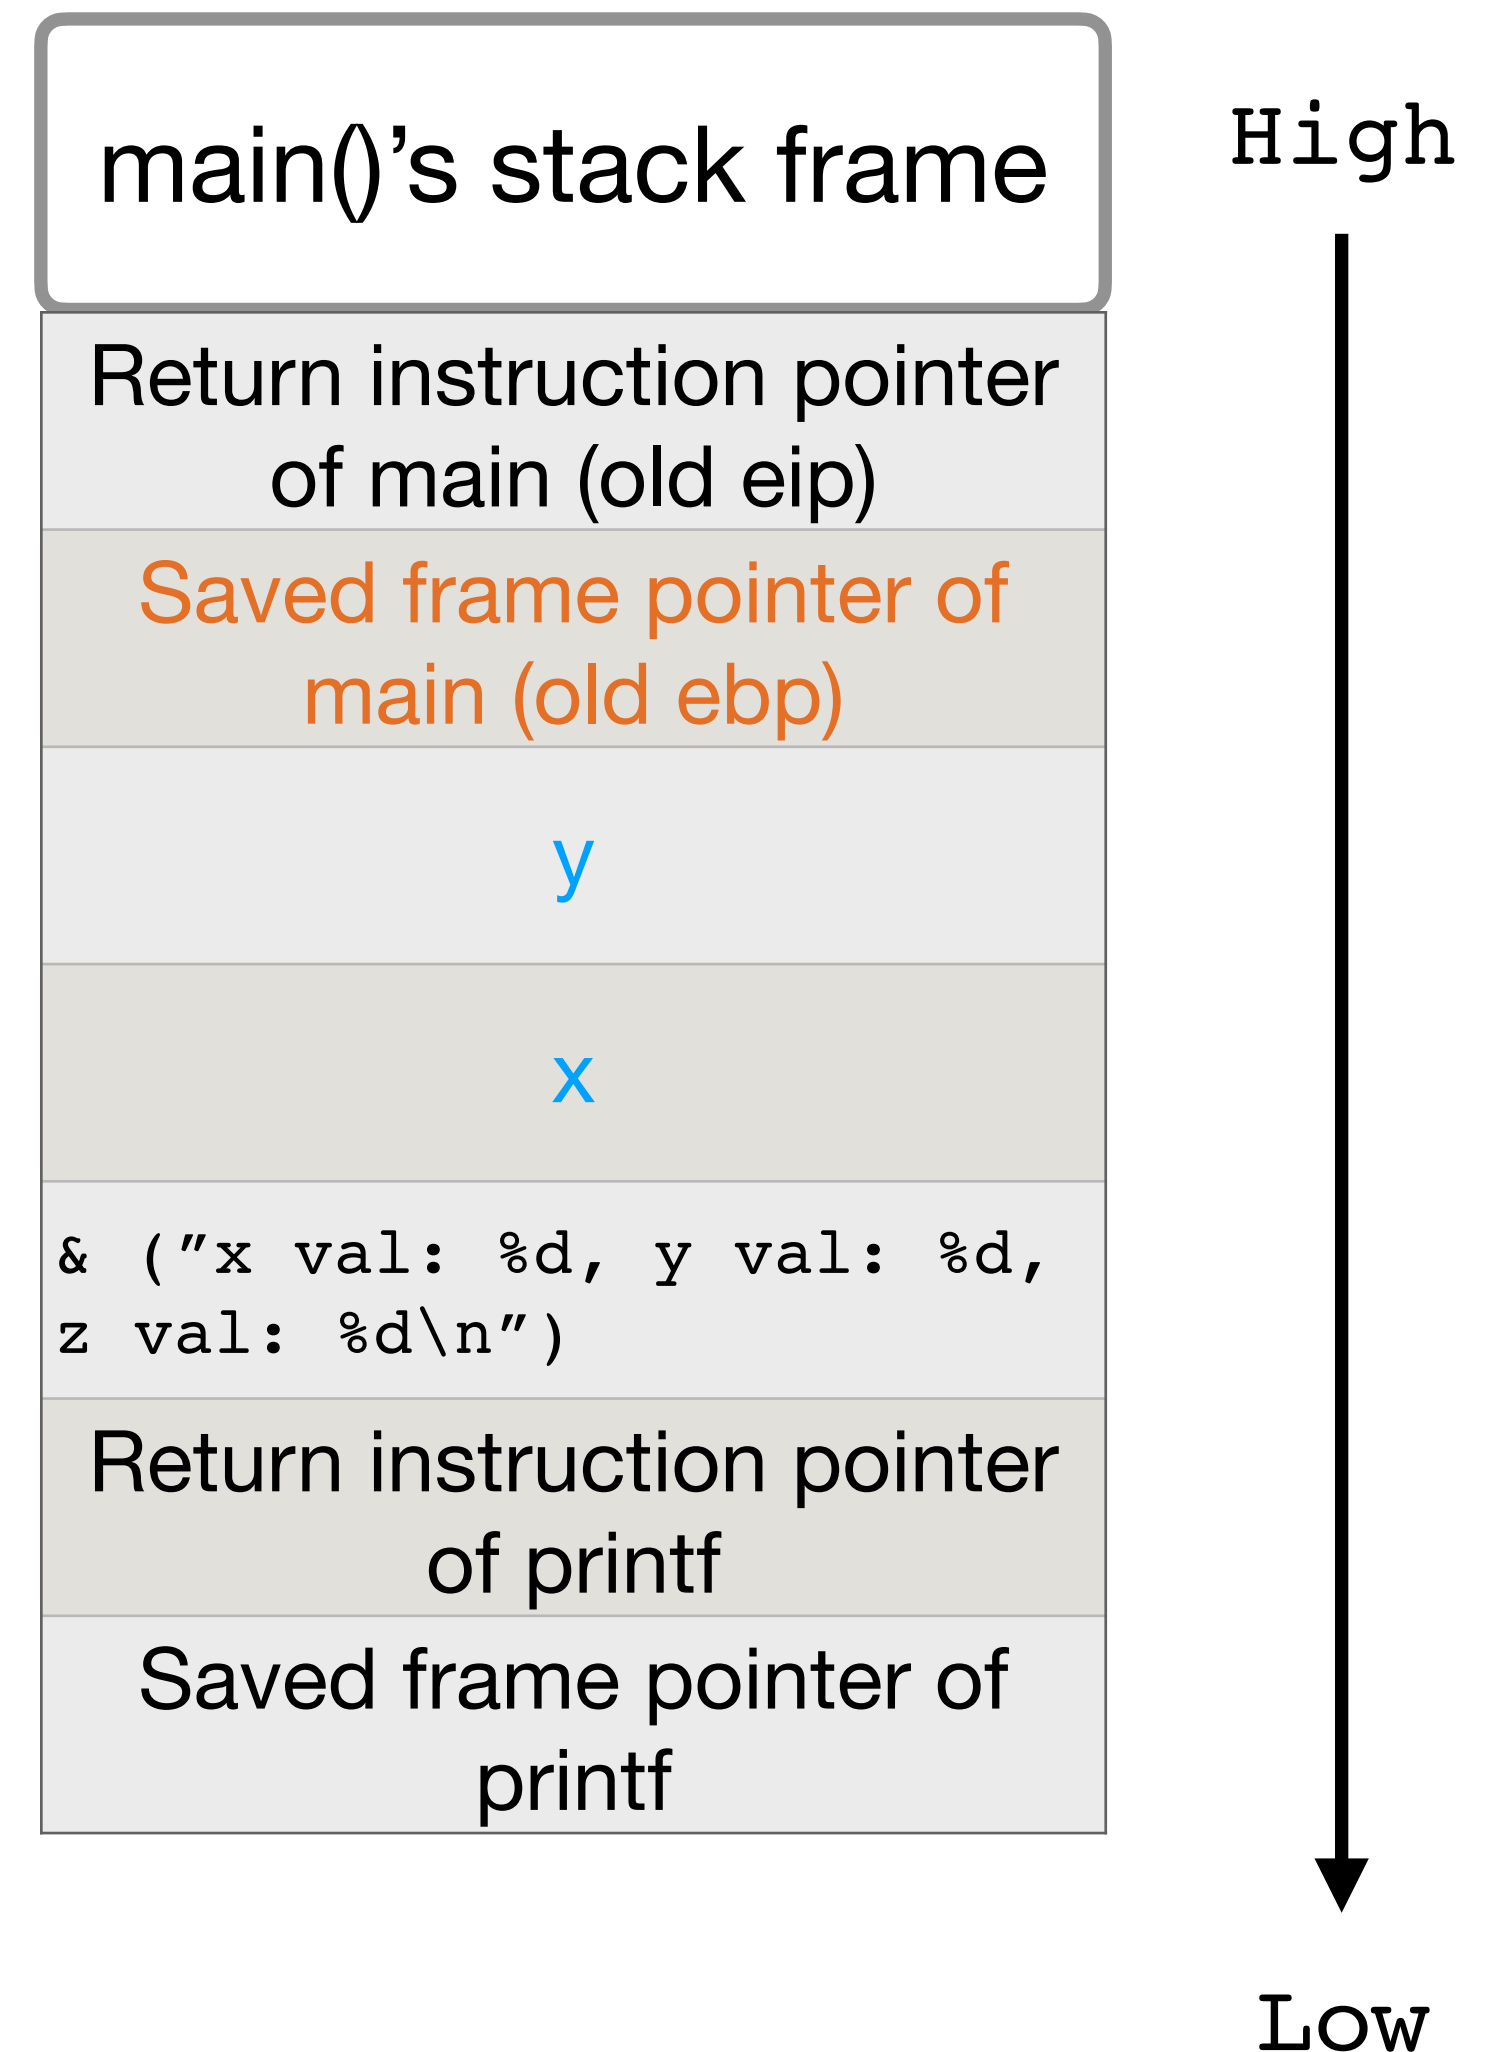 main()’s stack frame
High
Return instruction pointer
of main (old eip)
Saved frame pointer of
main (old ebp)
y
x
& (″x val: %d, y val: %d,
z val: %d\n″)
Return instruction pointer
of printf
Saved frame pointer of
printf
Low